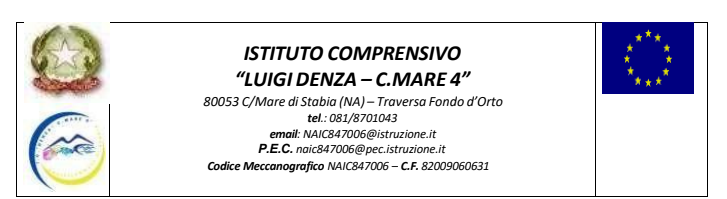 ISTITUTO COMPRENSIVO
“LUIGI DENZA – C.MARE 4”
80053 C/Mare di Stabia (NA) – Traversa Fondo d’Orto
tel.: 081/8701043
email: NAIC847006@istruzione.it
P.E.C. naic847006@pec.istruzione.it
Codice Meccanografico NAIC847006 – C.F. 82009060631